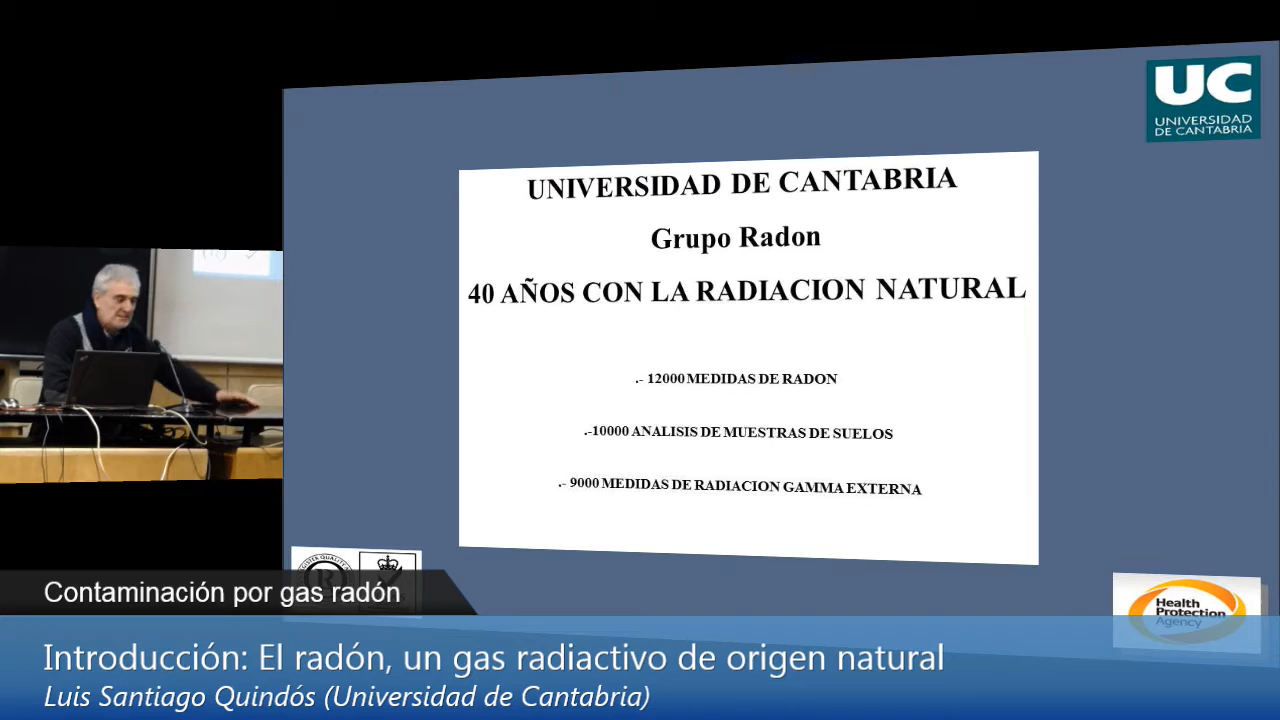 UC
UNIVERSIDAD
DE CANTABRIA
UNIVERSIDAD DE CANTABRIA
Grupo Radon
40 AÑOS CON LA RADIACION NATURAL
.- 12000 MEDIDAS DE RADON
.-10000 ANALISIS DE MUESTRAS DE SUELOS
.- 9000 MEDIDAS DE RADIACION GAMMA EXTERNA
R
Health
Protection
Agency
Contaminación por gas radón
Introducción: El radón, un gas radiactivo de origen natural
Luis Santiago Quindós (Universidad de Cantabria)